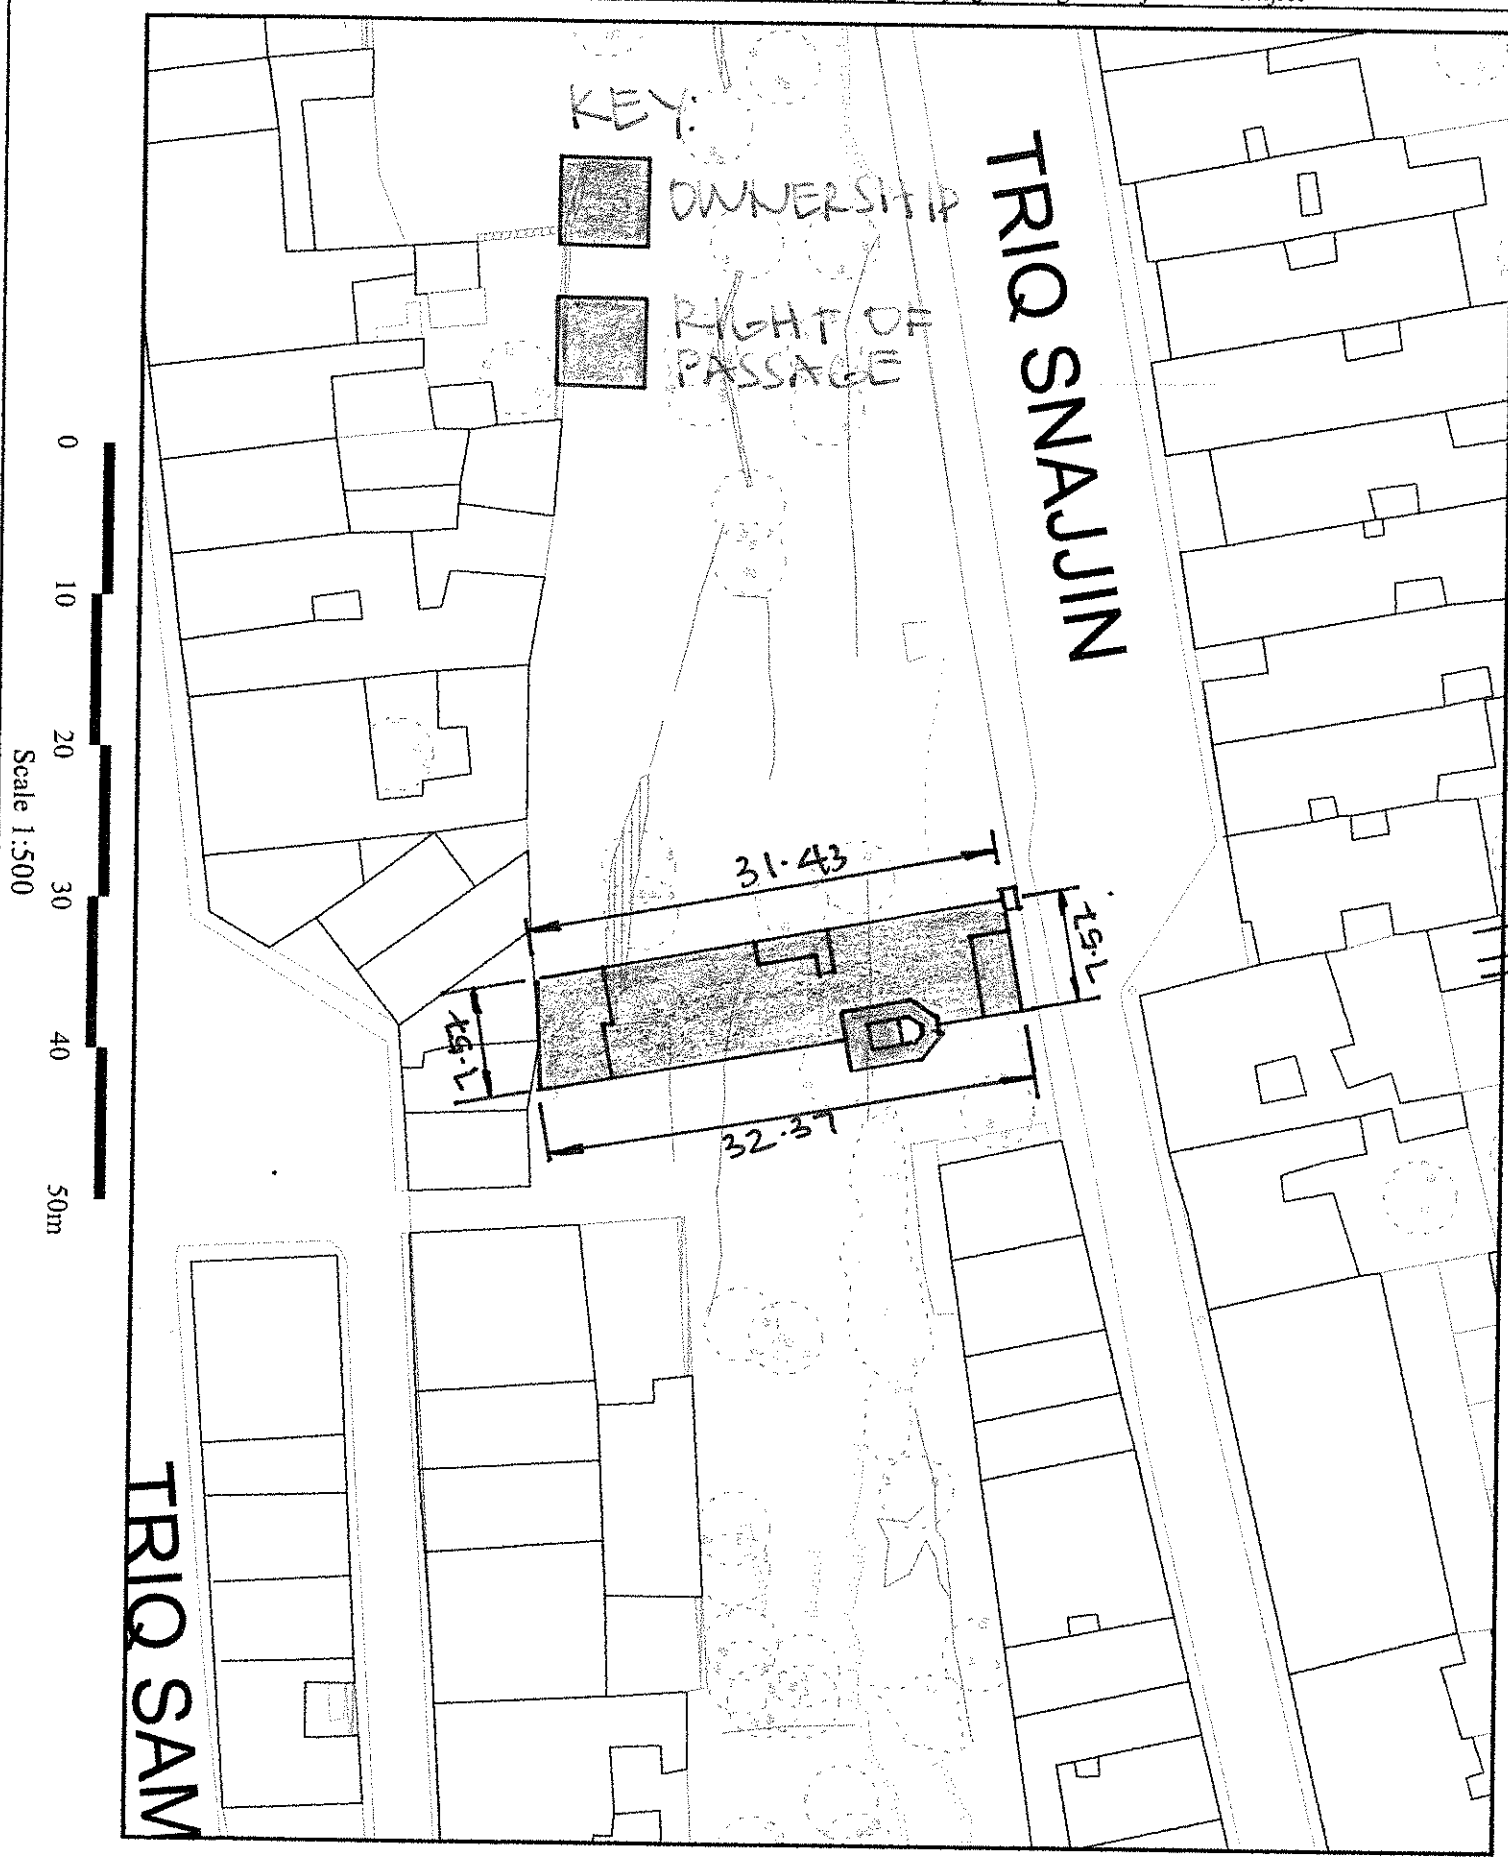 KEY:
OWNERSHIP
RIGHT OF
PASSAGE
TRIQ SNAJJIN
31.43
7.57
7.57
32.37
0 10 20 30 40 50m
Scale 1:500
TRIQ SAM